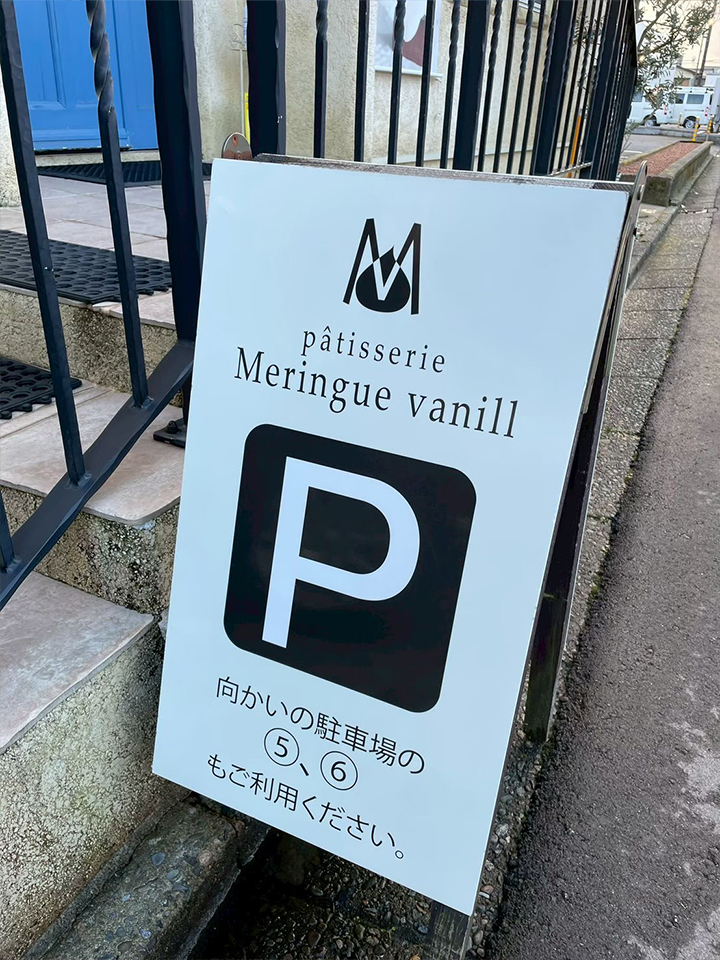 MV
pâtisserie
Meringue vanill
P
向かいの駐車場の
⑤、⑥
もご利用ください。